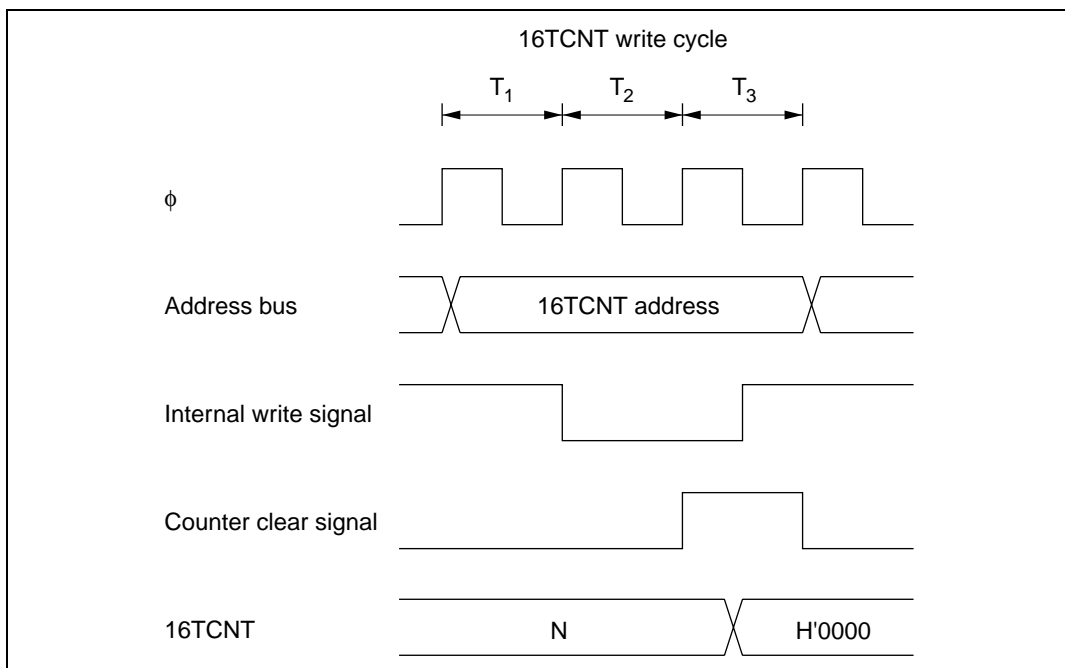 16TCNT write cycle
T1 T2 T3
φ
Address bus 16TCNT address
Internal write signal
Counter clear signal
16TCNT N H'0000